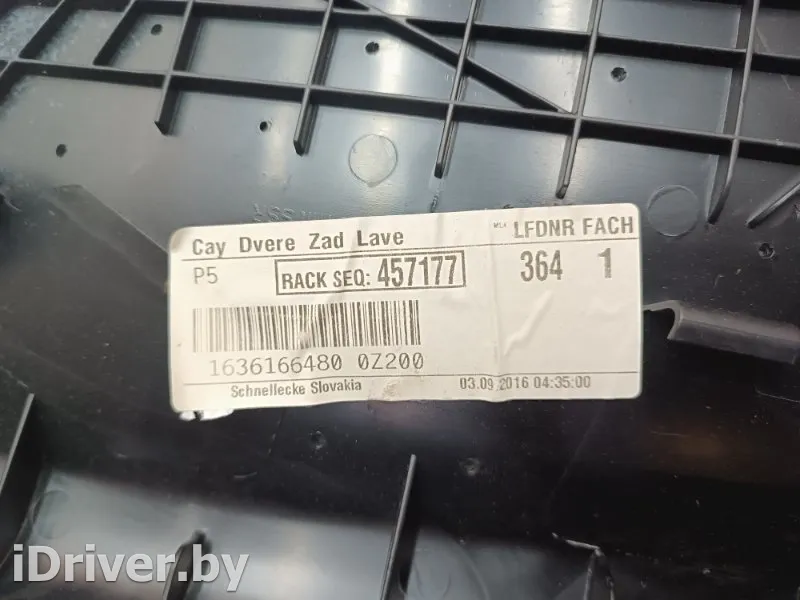 Cay Dvere Zad Lave
LFDNR FACH
P5
RACK SEQ: 457177
364 1
1636166480 0Z200
Schnellecke Slovakia
03.09.2016 04:35:00
iDriver.by